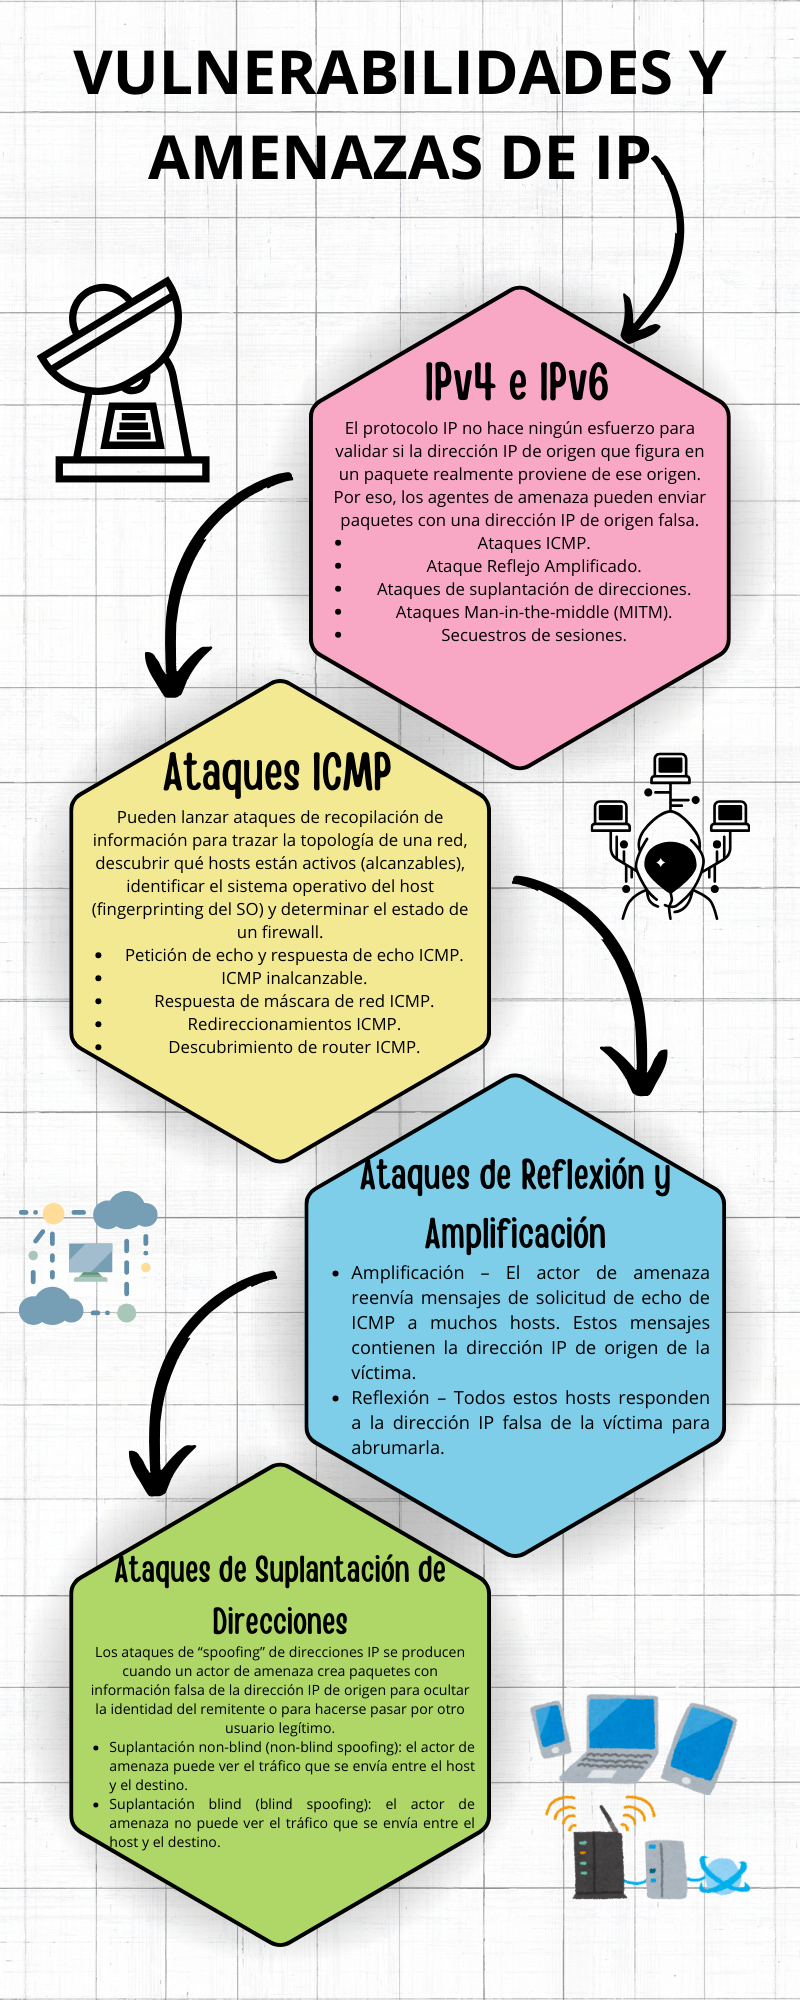 VULNERABILIDADES Y
AMENAZAS DE IP
IPv4 e IPv6
El protocolo IP no hace ningún esfuerzo para
validar si la dirección IP de origen que figura en
un paquete realmente proviene de ese origen.
Por eso, los agentes de amenaza pueden enviar
paquetes con una dirección IP de origen falsa.
• Ataques ICMP.
• Ataque Reflejo Amplificado.
• Ataques de suplantación de direcciones.
• Ataques Man-in-the-middle (MITM).
• Secuestros de sesiones.
Ataques ICMP
Pueden lanzar ataques de recopilación de
información para trazar la topología de una red,
descubrir qué hosts están activos (alcanzables),
identificar el sistema operativo del host
(fingerprinting del SO) y determinar el estado de
un firewall.
• Petición de echo y respuesta de echo ICMP.
• ICMP inalcanzable.
• Respuesta de máscara de red ICMP.
• Redireccionamientos ICMP.
• Descubrimiento de router ICMP.
Ataques de Reflexión y
Amplificación
• Amplificación – El actor de amenaza
reenvía mensajes de solicitud de echo de
ICMP a muchos hosts. Estos mensajes
contienen la dirección IP de origen de la
víctima.
• Reflexión – Todos estos hosts responden
a la dirección IP falsa de la víctima para
abrumarla.
Ataques de Suplantación de
Direcciones
Los ataques de “spoofing” de direcciones IP se producen
cuando un actor de amenaza crea paquetes con
información falsa de la dirección IP de origen para ocultar
la identidad del remitente o para hacerse pasar por otro
usuario legítimo.
• Suplantación non-blind (non-blind spoofing): el actor de
amenaza puede ver el tráfico que se envía entre el host
y el destino.
• Suplantación blind (blind spoofing): el actor de
amenaza no puede ver el tráfico que se envía entre el
host y el destino.